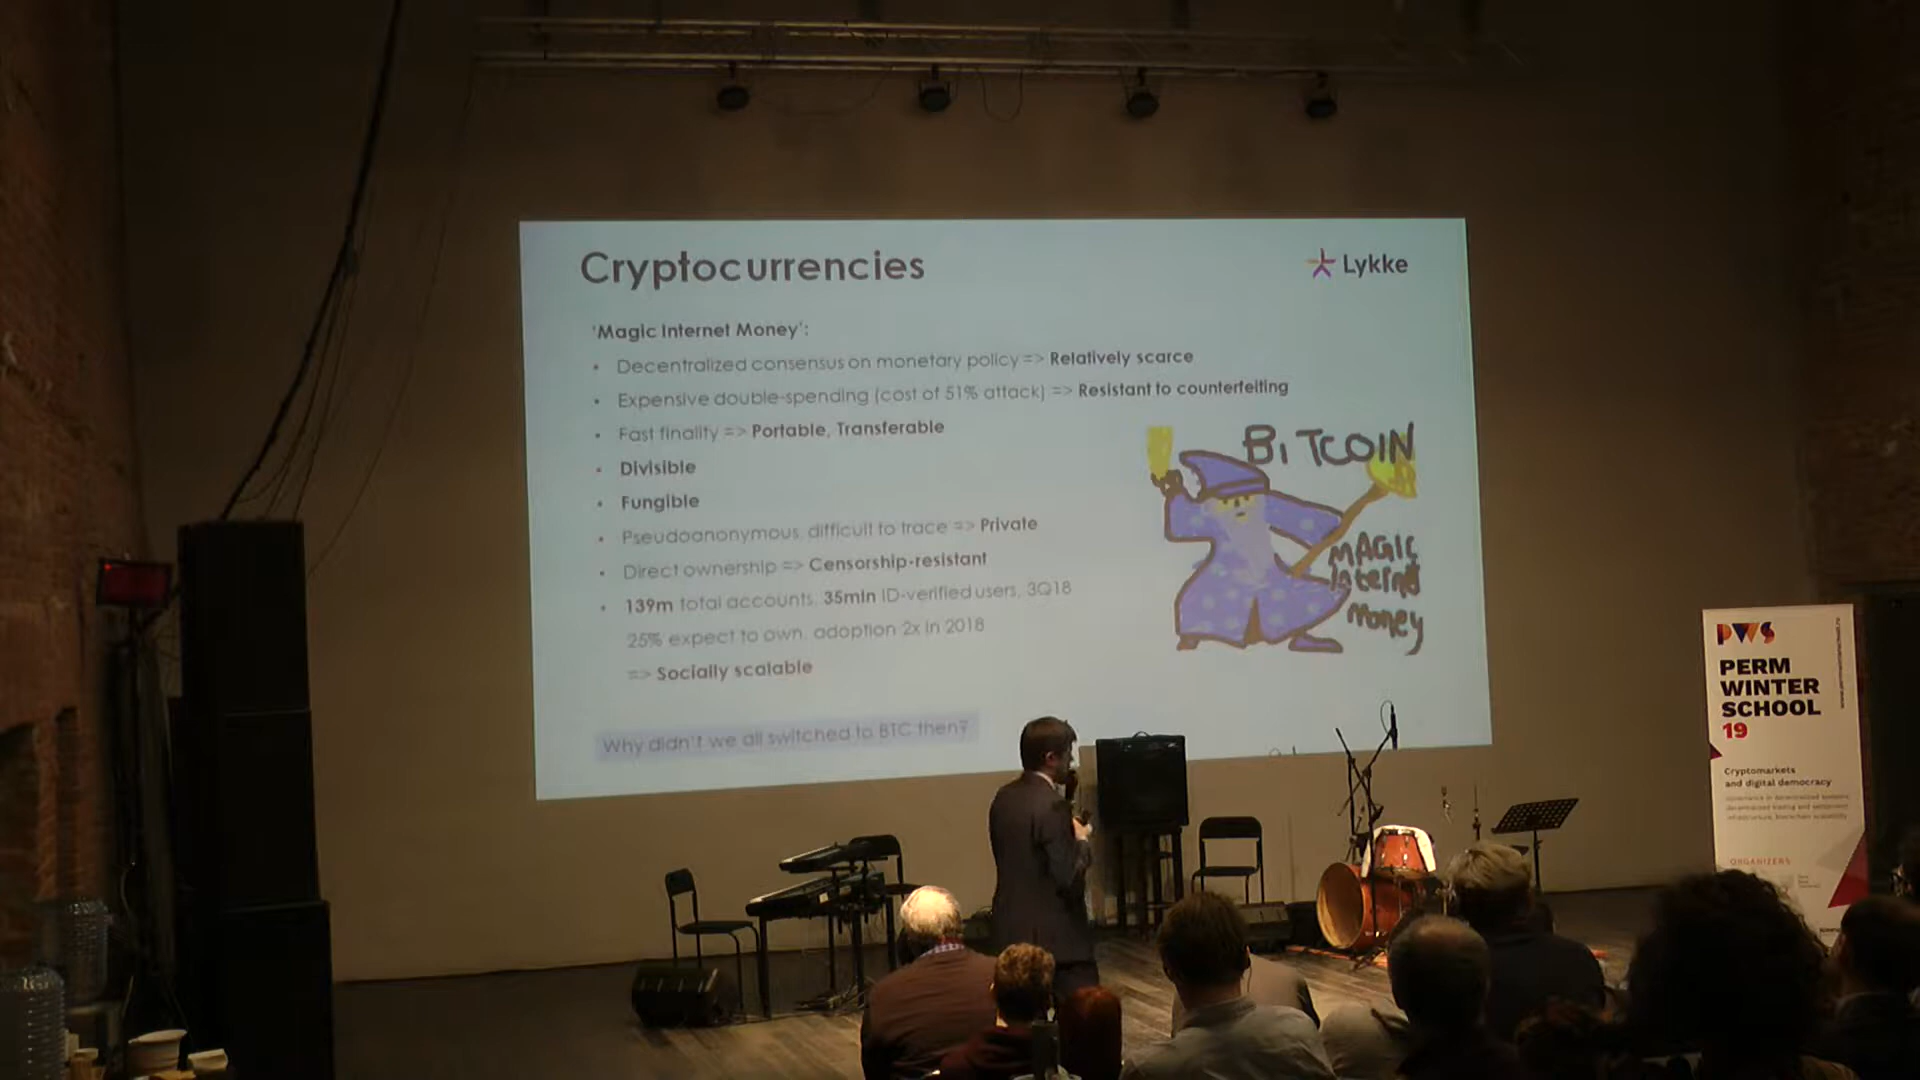 Cryptocurrencies
Lykke
'Magic Internet Money':
• Decentralized consensus on monetary policy => Relatively scarce
• Expensive double-spending (cost of 51% attack) => Resistant to counterfeiting
• Fast finality => Portable, Transferable
• Divisible
• Fungible
• Pseudoanonymous, difficult to trace => Private
• Direct ownership => Censorship-resistant
• 139m total accounts, 35mln ID-verified users, 3Q18
25% expect to own, adoption 2x in 2018
=> Socially scalable
Why didn't we all switched to BTC then?
BITCOIN
MAGIC
Internet
Money
PWS
PERM
WINTER
SCHOOL
19
Cryptomarkets
and digital democracy
ORGANIZERS